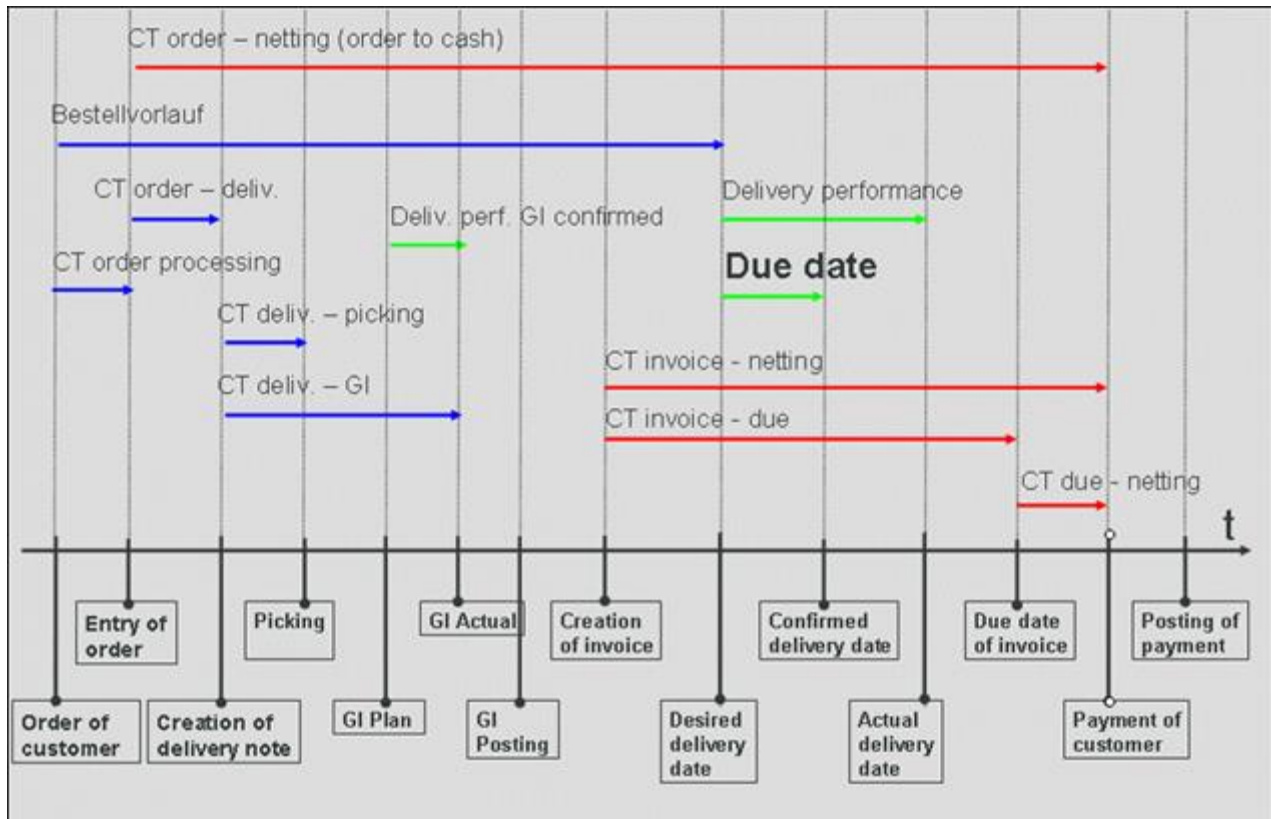 CT order – netting (order to cash)
Bestellvorlauf
CT order – deliv.
Delivery performance
Deliv. perf. GI confirmed
CT order processing
Due date
CT deliv. – picking
CT invoice - netting
CT deliv. – GI
CT invoice - due
CT due - netting
t
Entry of
order
Picking
GI Actual
Creation
of invoice
Confirmed
delivery date
Due date
of invoice
Posting of
payment
Order of
customer
Creation of
delivery note
GI Plan
GI
Posting
Desired
delivery
date
Actual
delivery
date
Payment of
customer